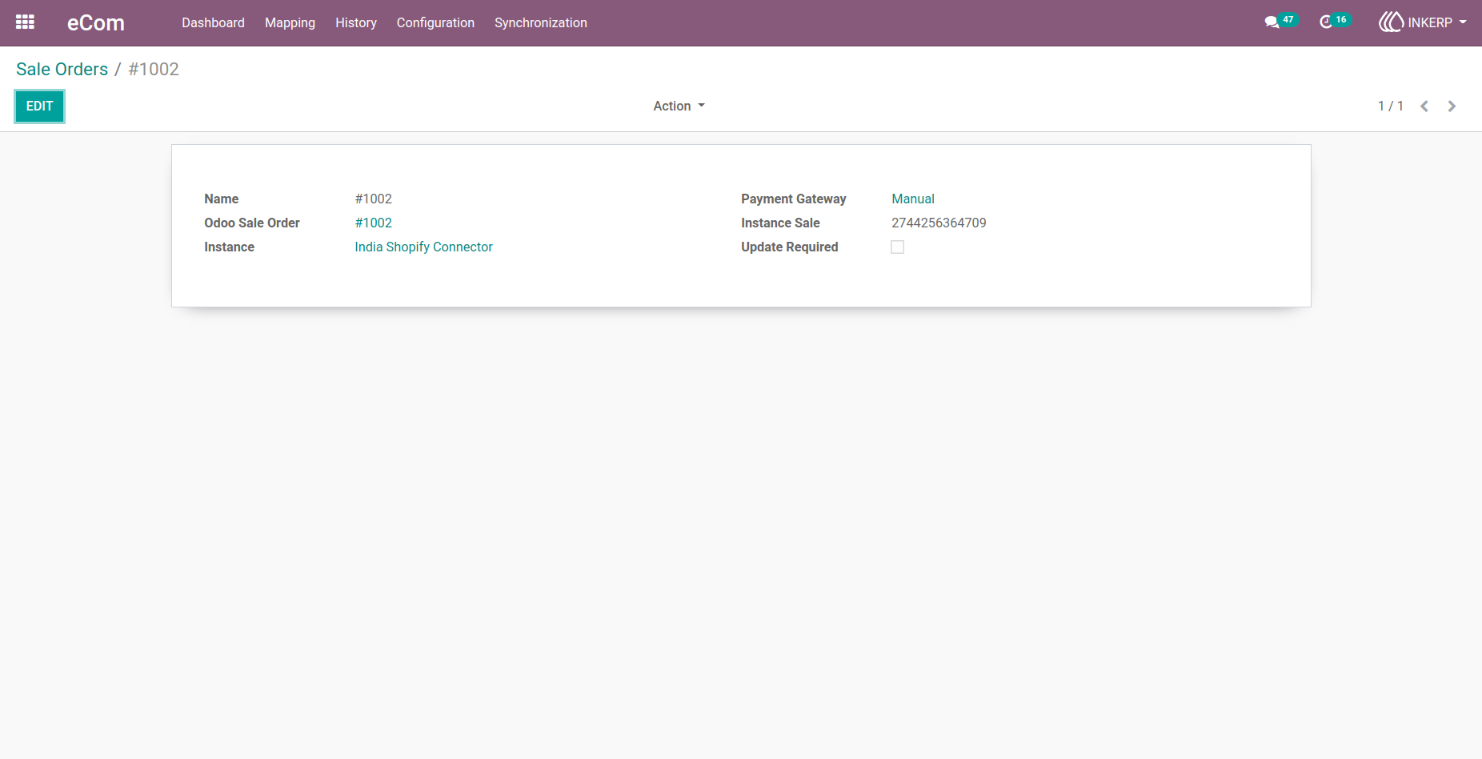 eCom Dashboard Mapping History Configuration Synchronization 47 16 INKERP
Sale Orders / #1002
EDIT Action 1 / 1
Name #1002 Payment Gateway Manual
Odoo Sale Order #1002 Instance Sale 2744256364709
Instance India Shopify Connector Update Required